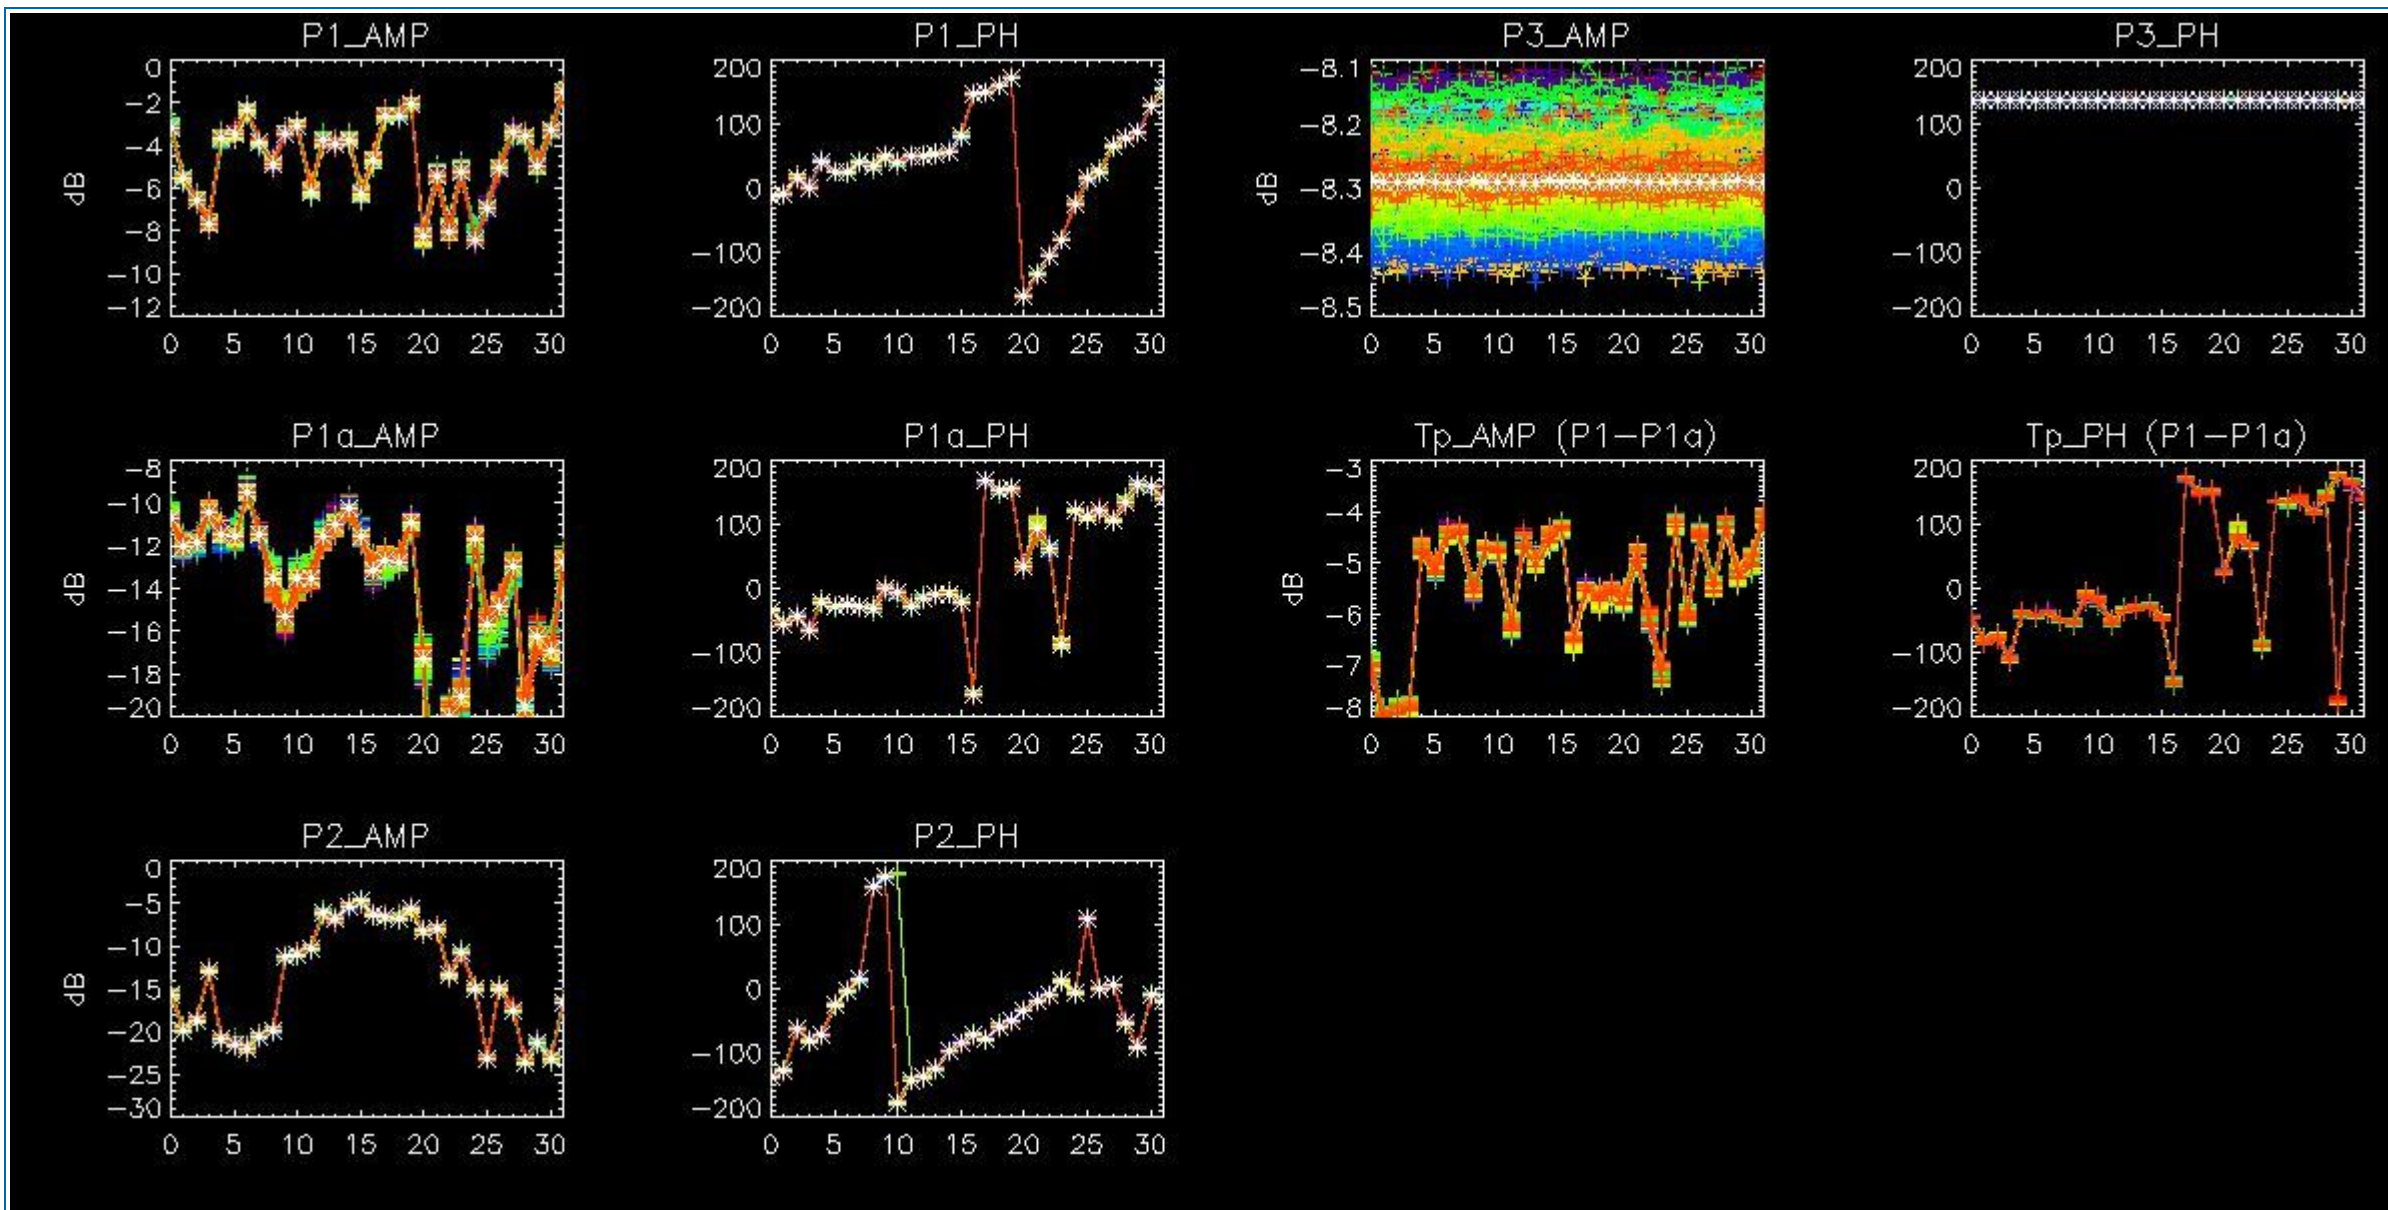 P1_AMP P1_PH P3_AMP P3_PH
0 200 -8.1 200
-2
-4 100 -8.2 100
dB -6 0 dB -8.3 0
-8
-10 -100 -8.4 -100
-12 -200 -8.5 -200
0 5 10 15 20 25 30 0 5 10 15 20 25 30 0 5 10 15 20 25 30 0 5 10 15 20 25 30
P1a_AMP P1a_PH Tp_AMP (P1-P1a) Tp_PH (P1-P1a)
-8 200 -3 200
-10 -4
-12 100 100
dB -14 0 dB -5 0
-16 -6
-18 -100 -7 -100
-20 -200 -8 -200
0 5 10 15 20 25 30 0 5 10 15 20 25 30 0 5 10 15 20 25 30 0 5 10 15 20 25 30
P2_AMP P2_PH
0 200
-5 100
-10
dB -15 0
-20 -100
-25
-30 -200
0 5 10 15 20 25 30 0 5 10 15 20 25 30